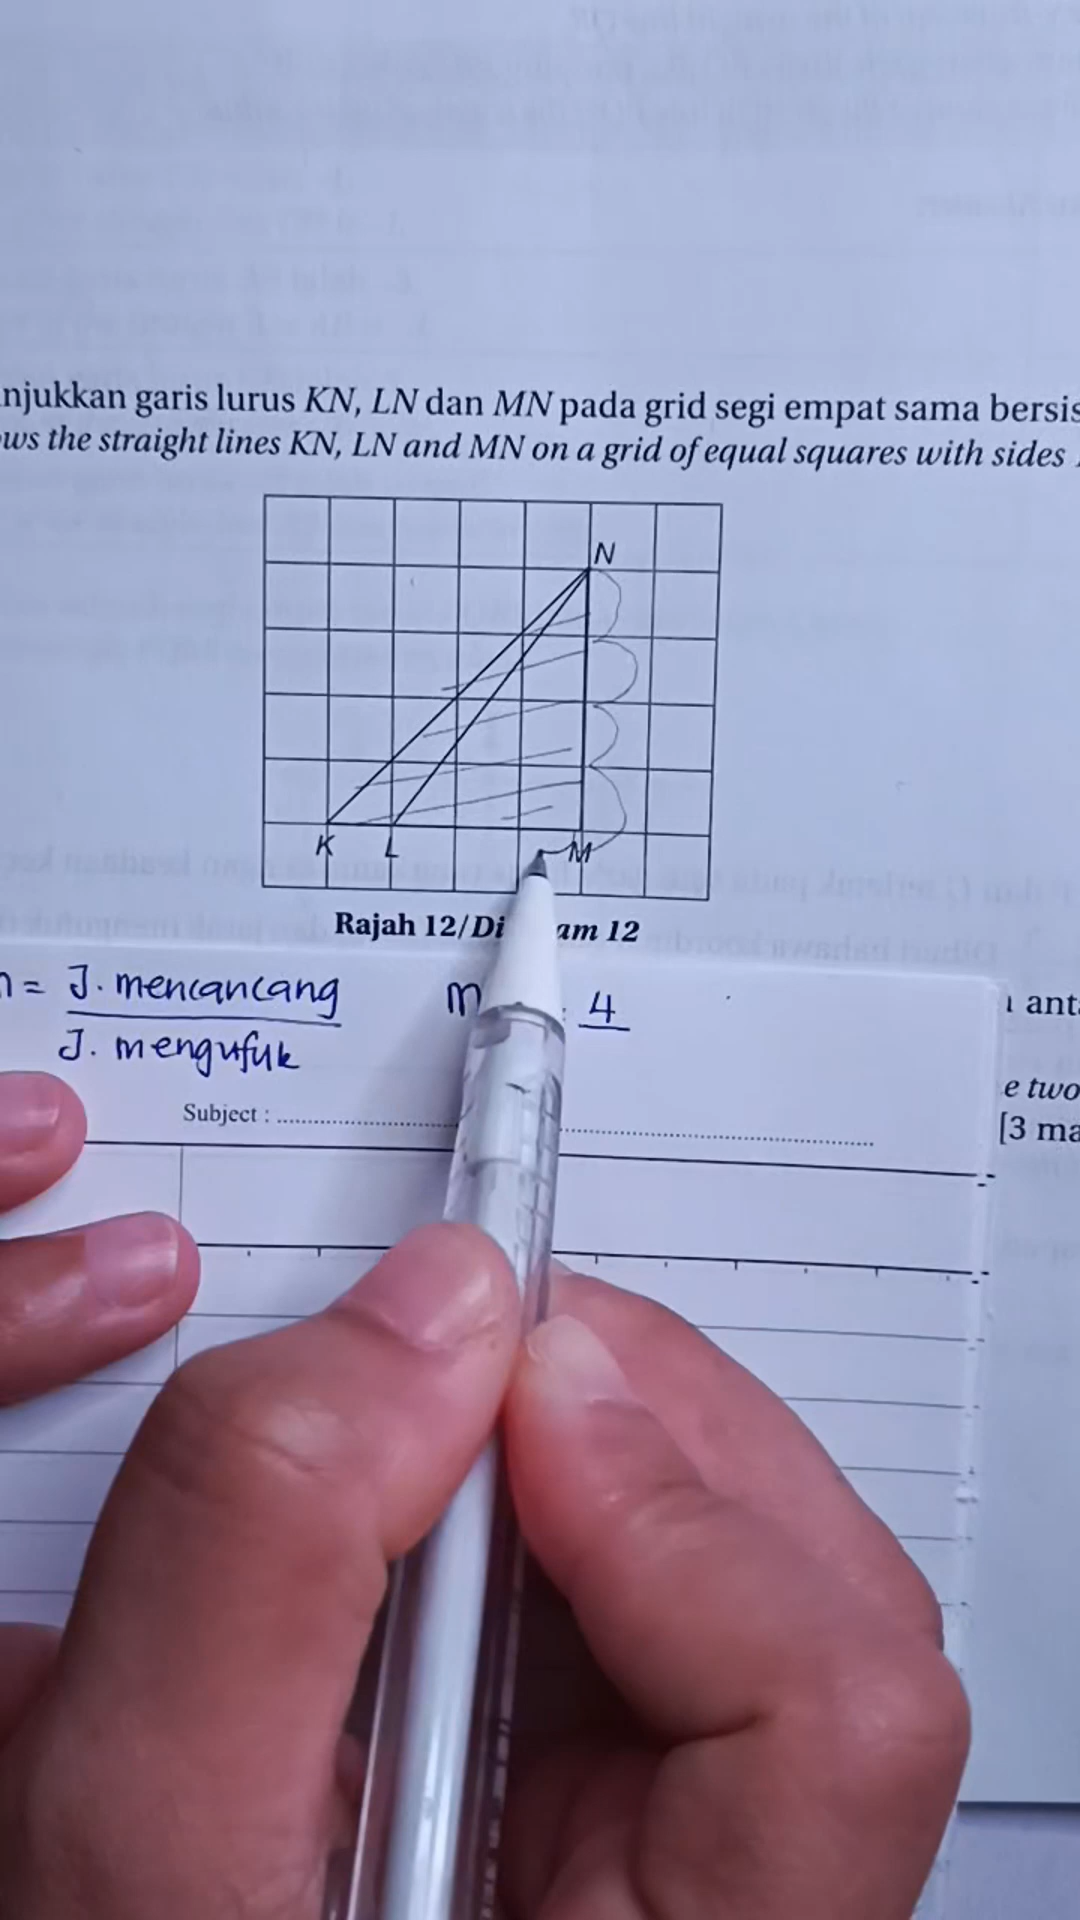 njukkan garis lurus KN, LN dan MN pada grid segi empat sama bersis
ws the straight lines KN, LN and MN on a grid of equal squares with sides
N
K L M
Rajah 12/Di am 12
= J. mencancang
J. mengufuk
m 4
ant
e two
[3 ma
Subject :